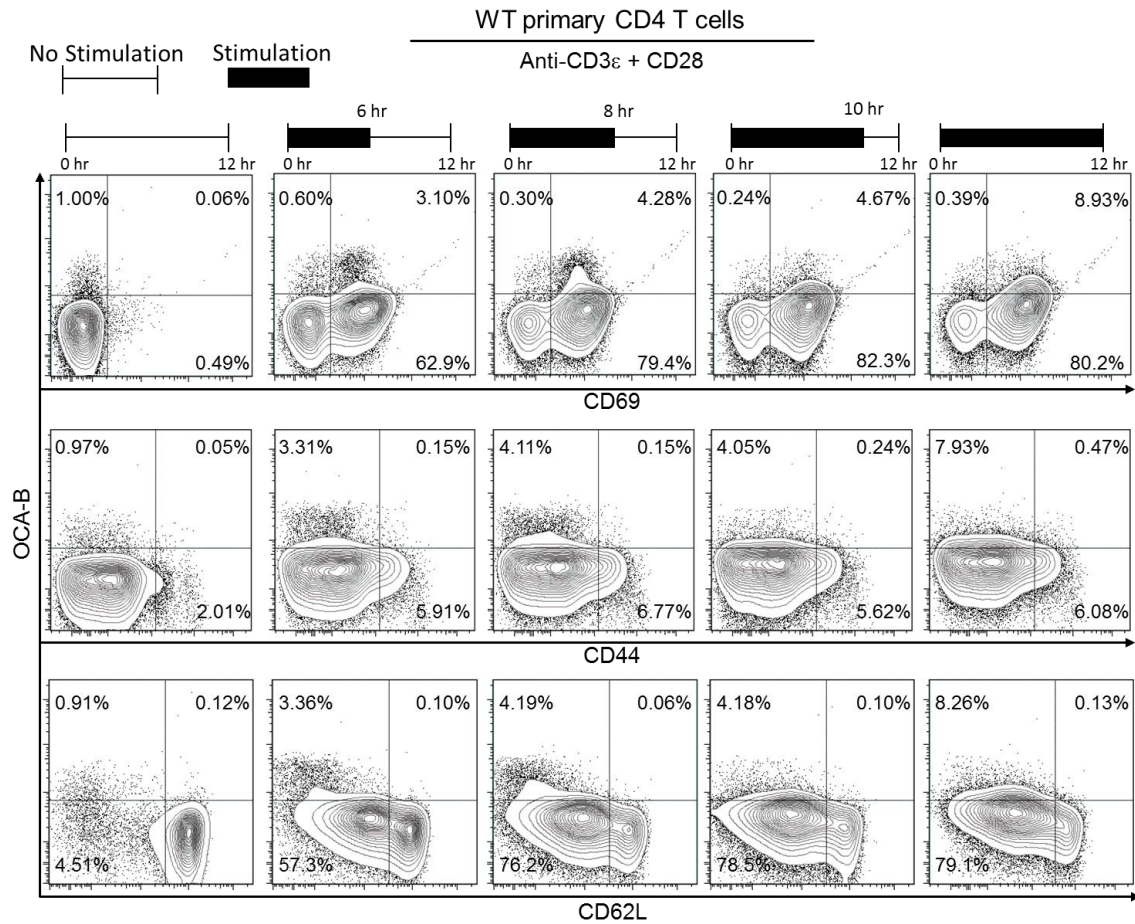 WT primary CD4 T cells
Anti-CD3ε + CD28
No Stimulation
Stimulation
6 hr
8 hr
10 hr
0 hr 12 hr 0 hr 12 hr 0 hr 12 hr 0 hr 12 hr 0 hr 12 hr
1.00% 0.06% 0.60% 3.10% 0.30% 4.28% 0.24% 4.67% 0.39% 8.93%
0.49% 62.9% 79.4% 82.3% 80.2%
CD69
0.97% 0.05% 3.31% 0.15% 4.11% 0.15% 4.05% 0.24% 7.93% 0.47%
OCA-B
2.01% 5.91% 6.77% 5.62% 6.08%
CD44
0.91% 0.12% 3.36% 0.10% 4.19% 0.06% 4.18% 0.10% 8.26% 0.13%
4.51% 57.3% 76.2% 78.5% 79.1%
CD62L